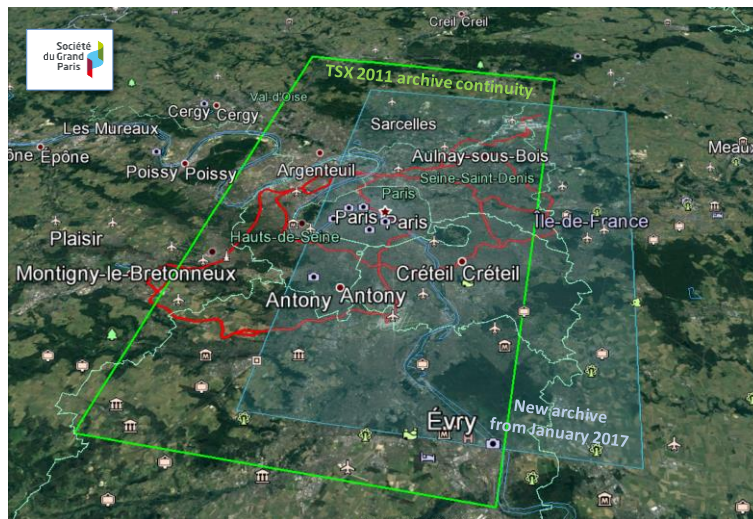 Société
du Grand
Paris
Creil Creil
TSX 2011 archive continuity
Val-d'Oise
Cergy Cergy
Sarcelles
Les Mureaux
Épône
Meaux
Poissy Poissy
Argenteuil
Aulnay-sous-Bois
Seine-Saint-Denis
Paris
Paris Paris
Île-de-France
Plaisir
Hauts-de-Seine
Montigny-le-Bretonneux
Créteil Créteil
Antony Antony
New archive
from January 2017
Évry